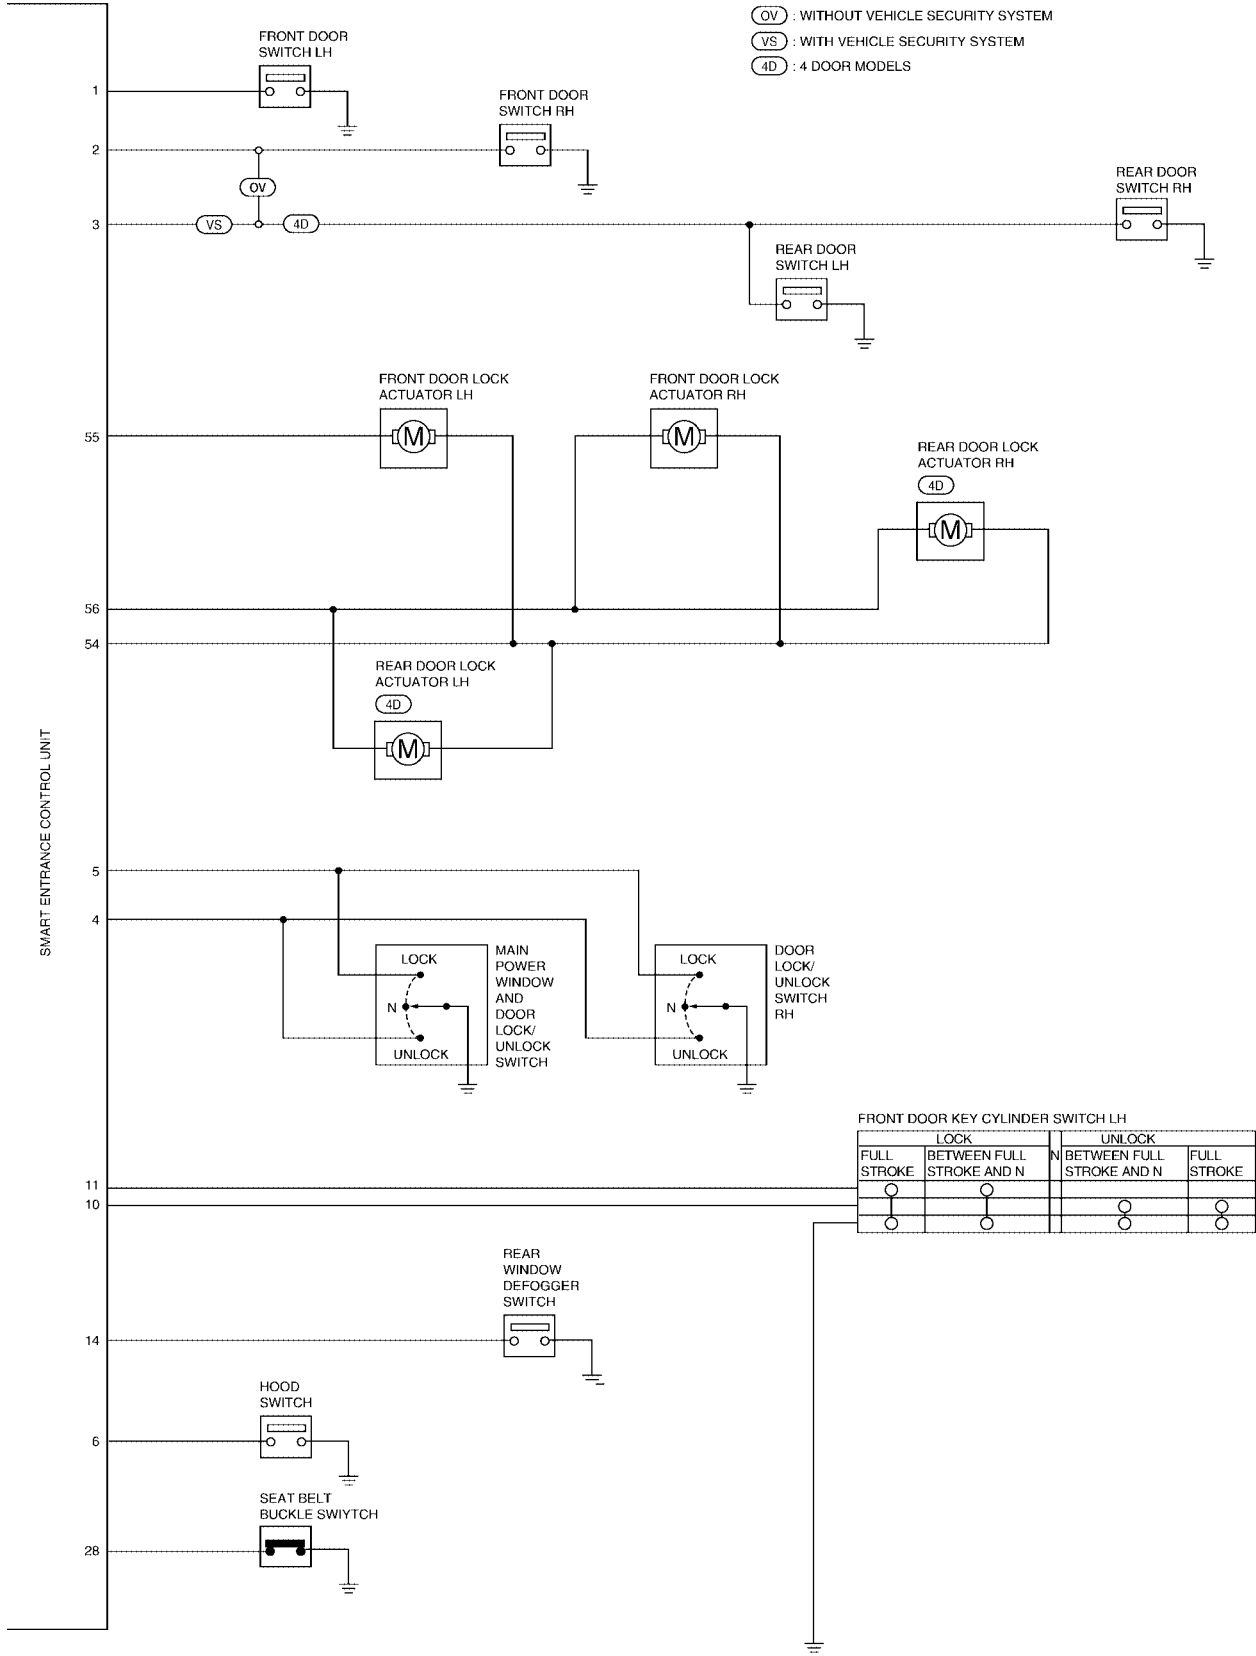 OV : WITHOUT VEHICLE SECURITY SYSTEM
VS : WITH VEHICLE SECURITY SYSTEM
4D : 4 DOOR MODELS
FRONT DOOR
SWITCH LH
1
FRONT DOOR
SWITCH RH
2
OV
REAR DOOR
SWITCH RH
3
VS
4D
REAR DOOR
SWITCH LH
FRONT DOOR LOCK
ACTUATOR LH
M
FRONT DOOR LOCK
ACTUATOR RH
M
55
REAR DOOR LOCK
ACTUATOR RH
4D
M
56
54
REAR DOOR LOCK
ACTUATOR LH
4D
M
SMART ENTRANCE CONTROL UNIT
5
4
LOCK
N
UNLOCK
MAIN
POWER
WINDOW
AND
DOOR
LOCK/
UNLOCK
SWITCH
LOCK
N
UNLOCK
DOOR
LOCK/
UNLOCK
SWITCH
RH
FRONT DOOR KEY CYLINDER SWITCH LH
LOCK
UNLOCK
FULL
STROKE
BETWEEN FULL
STROKE AND N
N
BETWEEN FULL
STROKE AND N
FULL
STROKE
11
10
REAR
WINDOW
DEFOGGER
SWITCH
14
HOOD
SWITCH
6
SEAT BELT
BUCKLE SWIYTCH
28